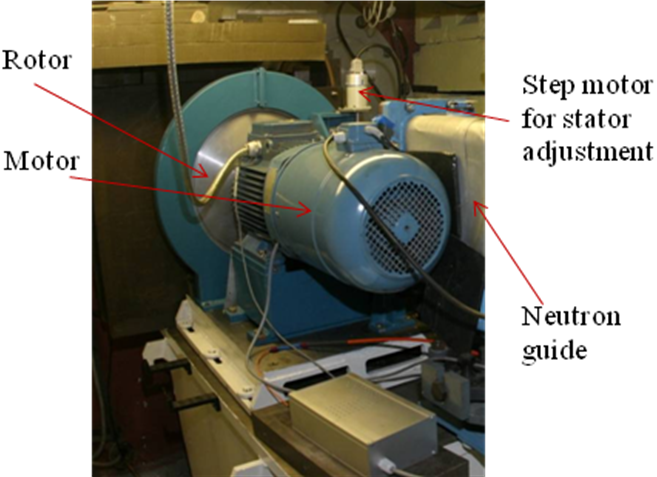 Rotor
Motor
Step motor
for stator
adjustment
Neutron
guide